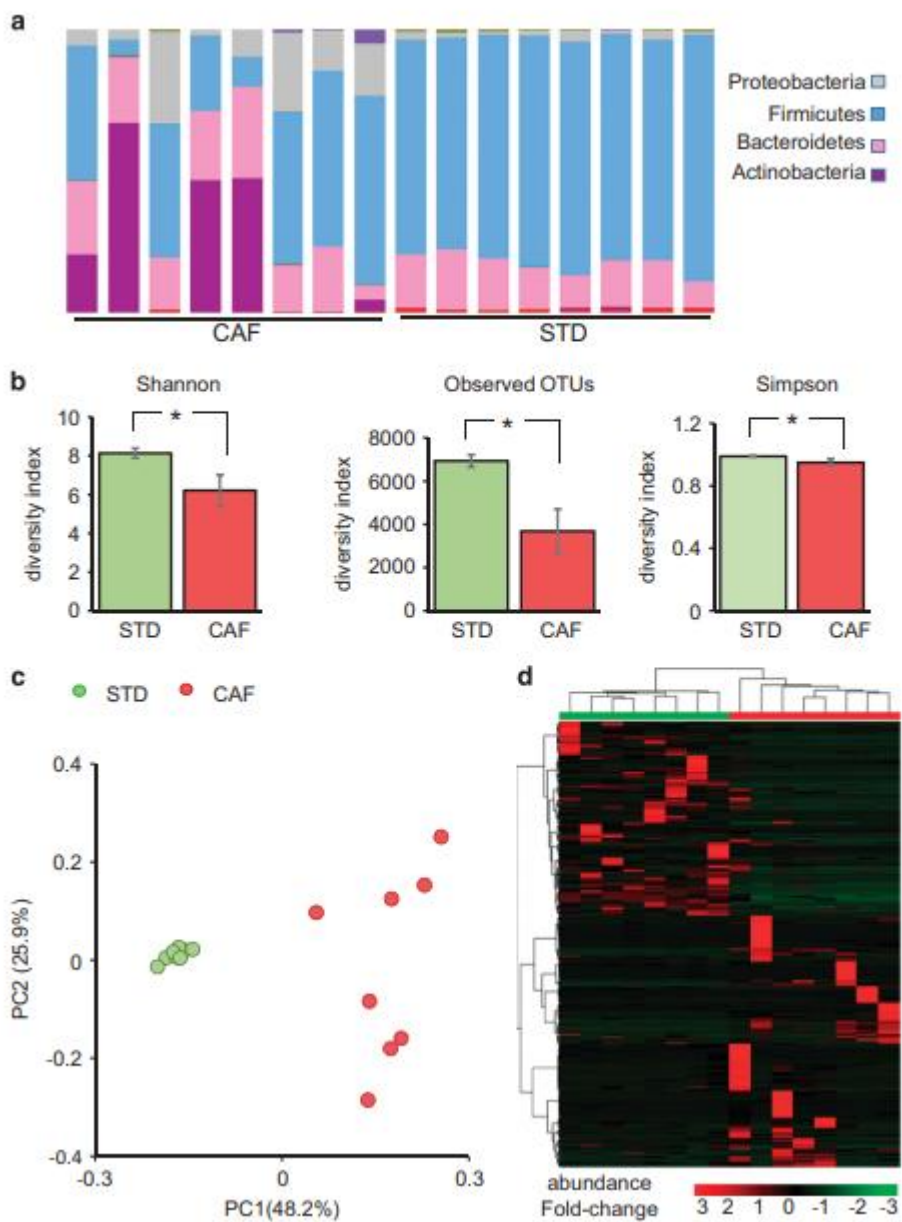 a
Proteobacteria
Firmicutes
Bacteroidetes
Actinobacteria
CAF STD
b
Shannon Observed OTUs Simpson
* * *
diversity index
10
8
6
4
2
0
STD CAF
diversity index
8000
6000
4000
2000
0
STD CAF
diversity index
1.2
0.8
0.4
0
STD CAF
c
STD CAF
PC2 (25.9%)
0.4
0.2
0
-0.2
-0.4
-0.3 0 0.3
PC1(48.2%)
d
abundance
Fold-change
3 2 1 0 -1 -2 -3